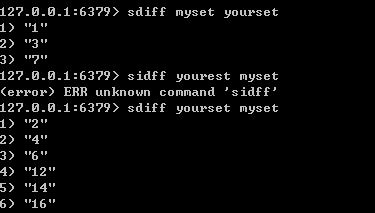 127.0.0.1:6379> sdiff myset yourset
1) "1"
2) "3"
3) "7"
127.0.0.1:6379> sidff yourest myset
(error) ERR unknown command 'sidff'
127.0.0.1:6379> sdiff yourset myset
1) "2"
2) "4"
3) "6"
4) "12"
5) "14"
6) "16"